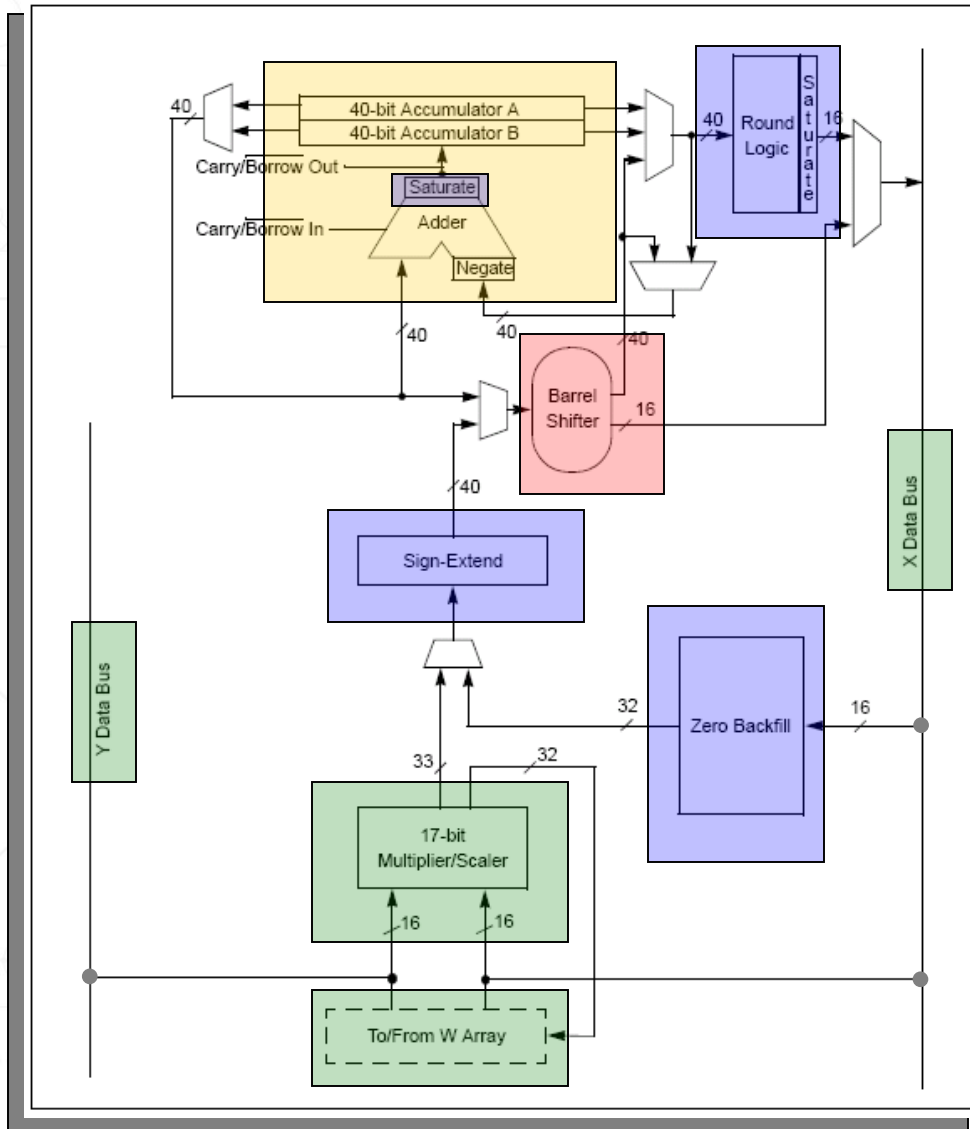 40
40-bit Accumulator A
40-bit Accumulator B
Carry/Borrow Out
Saturate
Carry/Borrow In
Adder
Negate
40
Round
Logic
Saturate
16
40
40
40
Barrel
Shifter
16
X Data Bus
40
Sign-Extend
Y Data Bus
32
Zero Backfill
16
33
32
17-bit
Multiplier/Scaler
16
16
To/From W Array